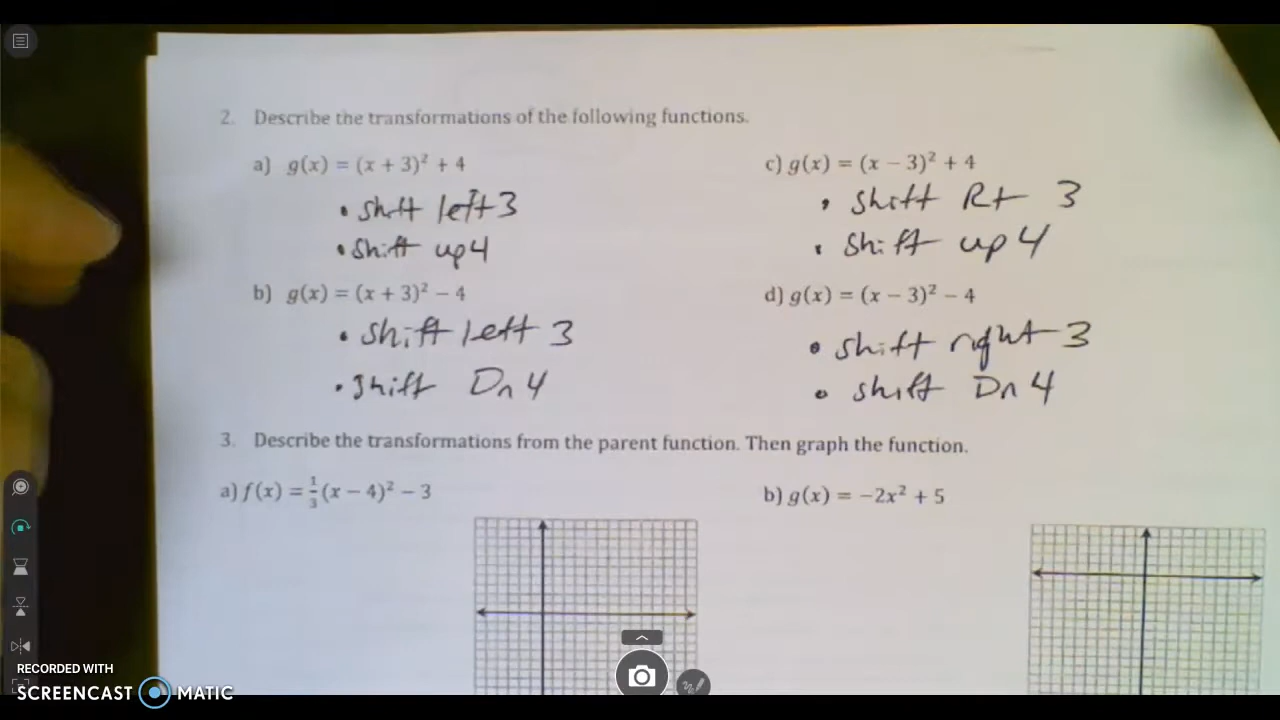 2. Describe the transformations of the following functions.
a) g(x) = (x + 3)² + 4
• shift left 3
• shift up 4
b) g(x) = (x + 3)² − 4
• shift left 3
• shift Dn 4
c) g(x) = (x − 3)² + 4
• shift Rt 3
• shift up 4
d) g(x) = (x − 3)² − 4
• shift right 3
• shift Dn 4
3. Describe the transformations from the parent function. Then graph the function.
a) f(x) = 1/3 (x − 4)² − 3
b) g(x) = −2x² + 5
RECORDED WITH
SCREENCAST MATIC